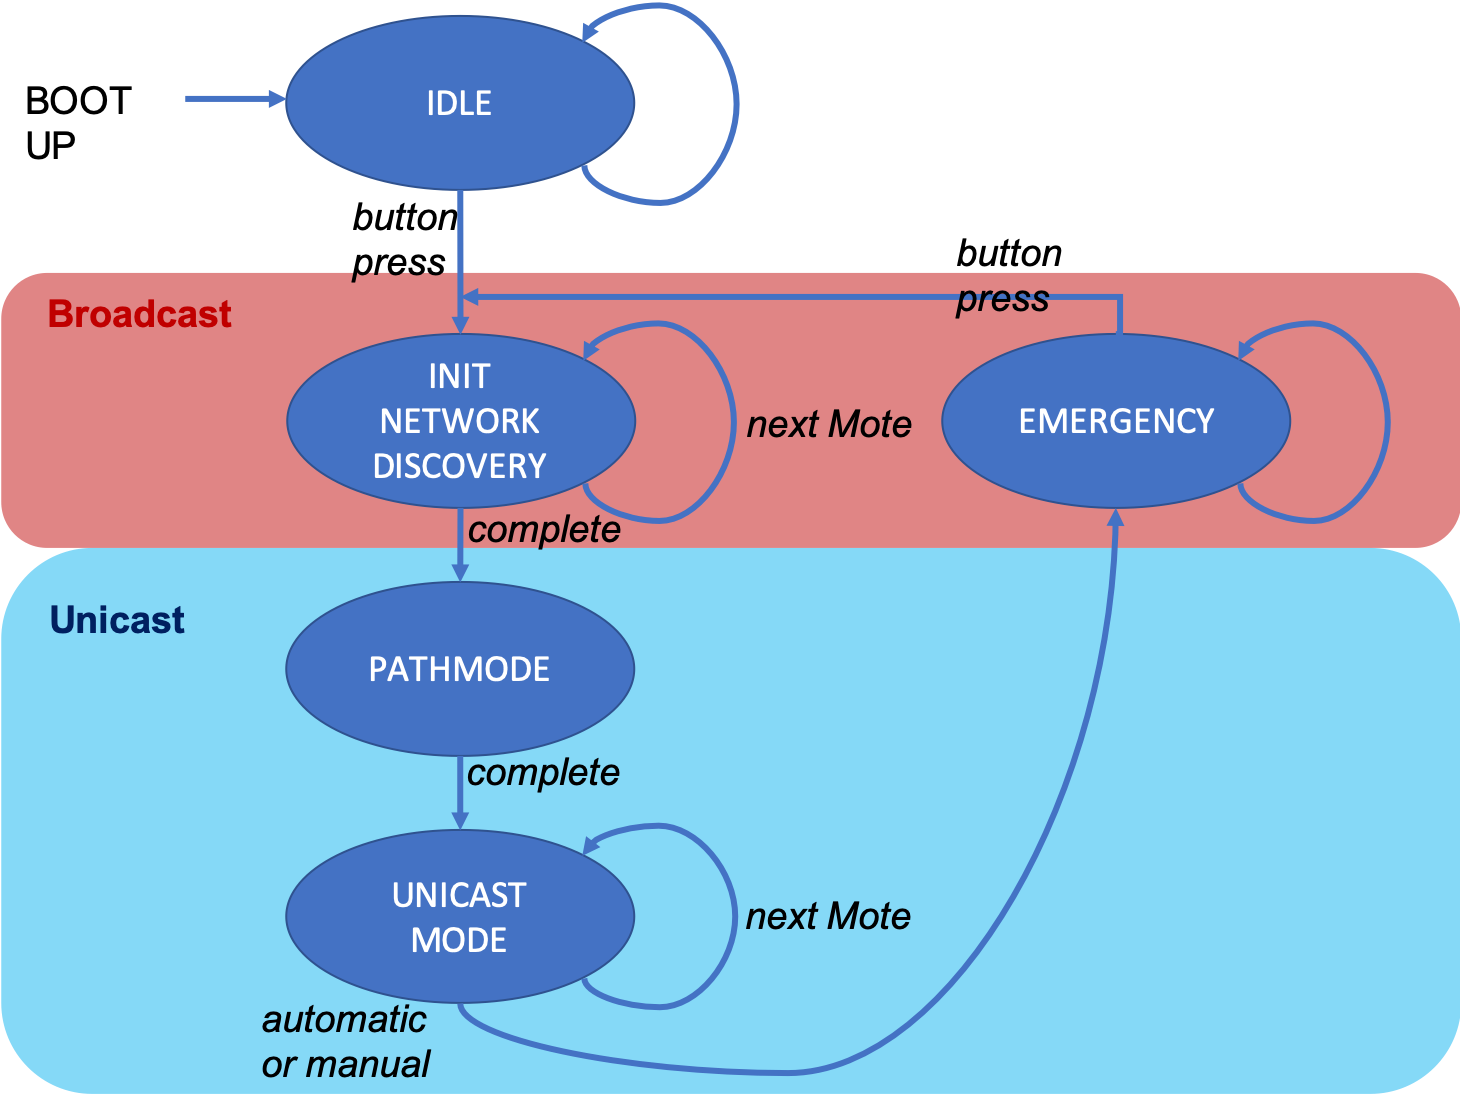 BOOT
UP
IDLE
button
press
button
press
Broadcast
INIT
NETWORK
DISCOVERY
next Mote
EMERGENCY
complete
Unicast
PATHMODE
complete
UNICAST
MODE
next Mote
automatic
or manual